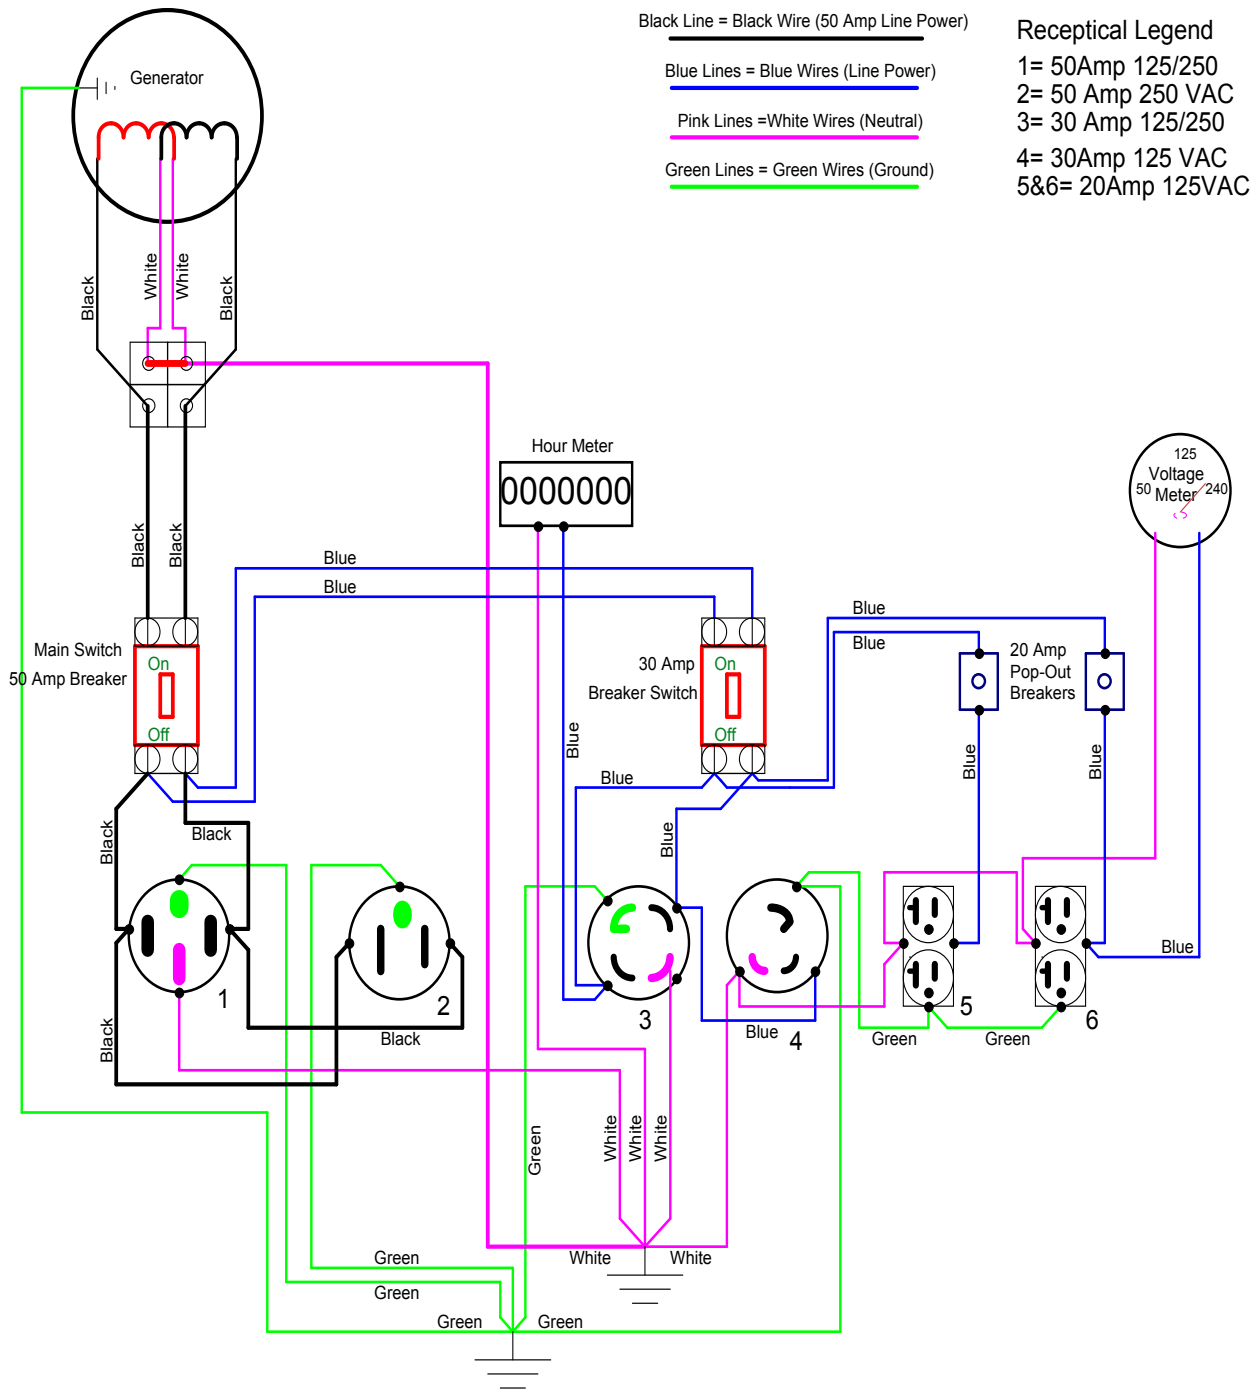 Black Line = Black Wire (50 Amp Line Power)
Blue Lines = Blue Wires (Line Power)
Pink Lines =White Wires (Neutral)
Green Lines = Green Wires (Ground)
Receptical Legend
1= 50Amp 125/250
2= 50 Amp 250 VAC
3= 30 Amp 125/250
4= 30Amp 125 VAC
5&6= 20Amp 125VAC
Generator
Black
White
White
Black
Hour Meter
0000000
125
Voltage
50
Meter
240
Black
Black
Blue
Blue
Blue
Blue
Main Switch
50 Amp Breaker
On
Off
30 Amp
Breaker Switch
On
Off
20 Amp
Pop-Out
Breakers
Blue
Blue
Blue
Blue
Black
Black
Blue
Blue
1
2
3
4
5
6
Black
Black
Blue
Green
Green
Green
White
White
White
White
White
Green
Green
Green
Green